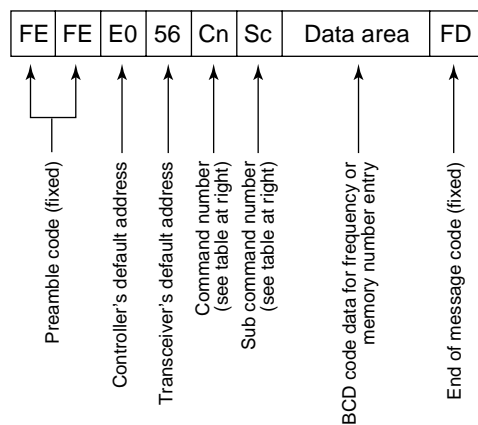 FE FE E0 56 Cn Sc Data area FD
Preamble code (fixed)
Controller's default address
Transceiver's default address
Command number
(see table at right)
Sub command number
(see table at right)
BCD code data for frequency or
memory number entry
End of message code (fixed)